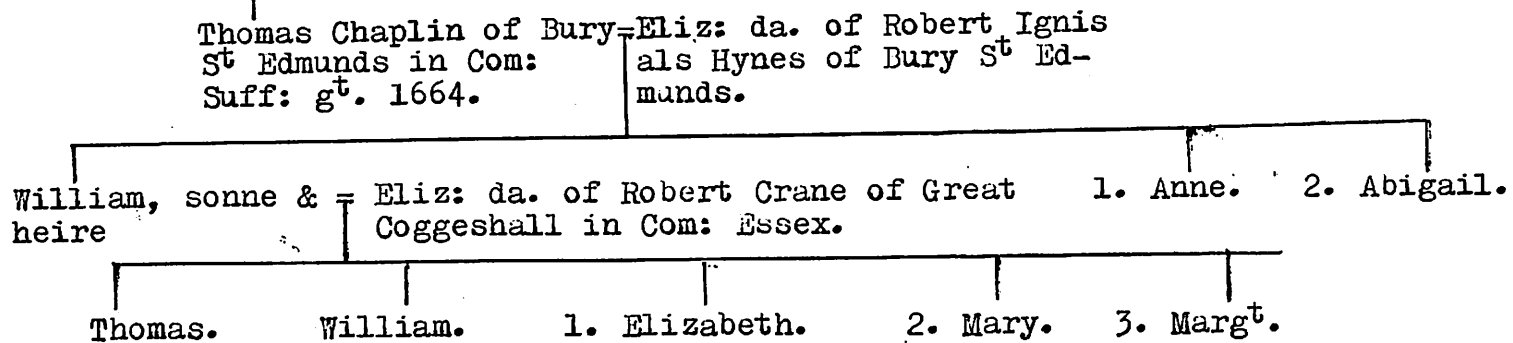 Thomas Chaplin of Bury=Eliz: da. of Robert Ignis
St Edmunds in Com: als Hynes of Bury St Ed-
Suff: gt. 1664. munds.
William, sonne & = Eliz: da. of Robert Crane of Great 1. Anne. 2. Abigail.
heire Coggeshall in Com: Essex.
Thomas. William. 1. Elizabeth. 2. Mary. 3. Margt.